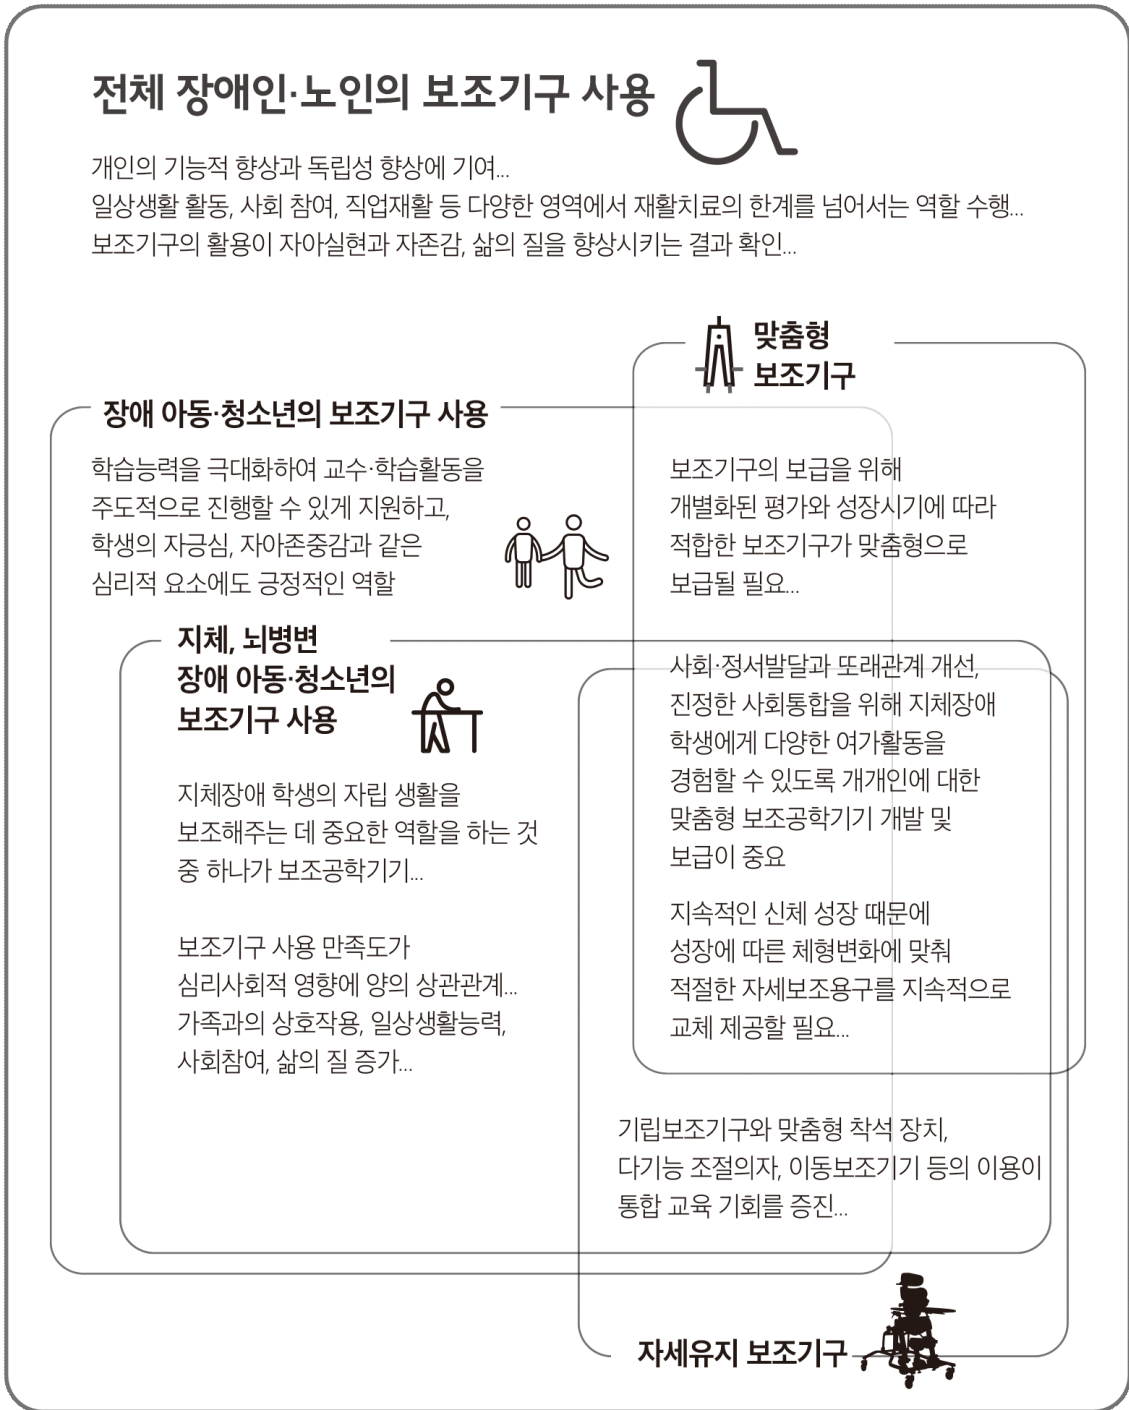 전체 장애인·노인의 보조기구 사용
개인의 기능적 향상과 독립성 향상에 기여...
일상생활 활동, 사회 참여, 직업재활 등 다양한 영역에서 재활치료의 한계를 넘어서는 역할 수행...
보조기구의 활용이 자아실현과 자존감, 삶의 질을 향상시키는 결과 확인...
맞춤형
보조기구
장애 아동·청소년의 보조기구 사용
학습능력을 극대화하여 교수·학습활동을
주도적으로 진행할 수 있게 지원하고,
학생의 자긍심, 자아존중감과 같은
심리적 요소에도 긍정적인 역할
보조기구의 보급을 위해
개별화된 평가와 성장시기에 따라
적합한 보조기구가 맞춤형으로
보급될 필요...
지체, 뇌병변
장애 아동·청소년의
보조기구 사용
지체장애 학생의 자립 생활을
보조해주는 데 중요한 역할을 하는 것
중 하나가 보조공학기기...
보조기구 사용 만족도가
심리사회적 영향에 양의 상관관계...
가족과의 상호작용, 일상생활능력,
사회참여, 삶의 질 증가...
사회·정서발달과 또래관계 개선,
진정한 사회통합을 위해 지체장애
학생에게 다양한 여가활동을
경험할 수 있도록 개개인에 대한
맞춤형 보조공학기기 개발 및
보급이 중요
지속적인 신체 성장 때문에
성장에 따른 체형변화에 맞춰
적절한 자세보조용구를 지속적으로
교체 제공할 필요...
기립보조기구와 맞춤형 착석 장치,
다기능 조절의자, 이동보조기기 등의 이용이
통합 교육 기회를 증진...
자세유지 보조기구